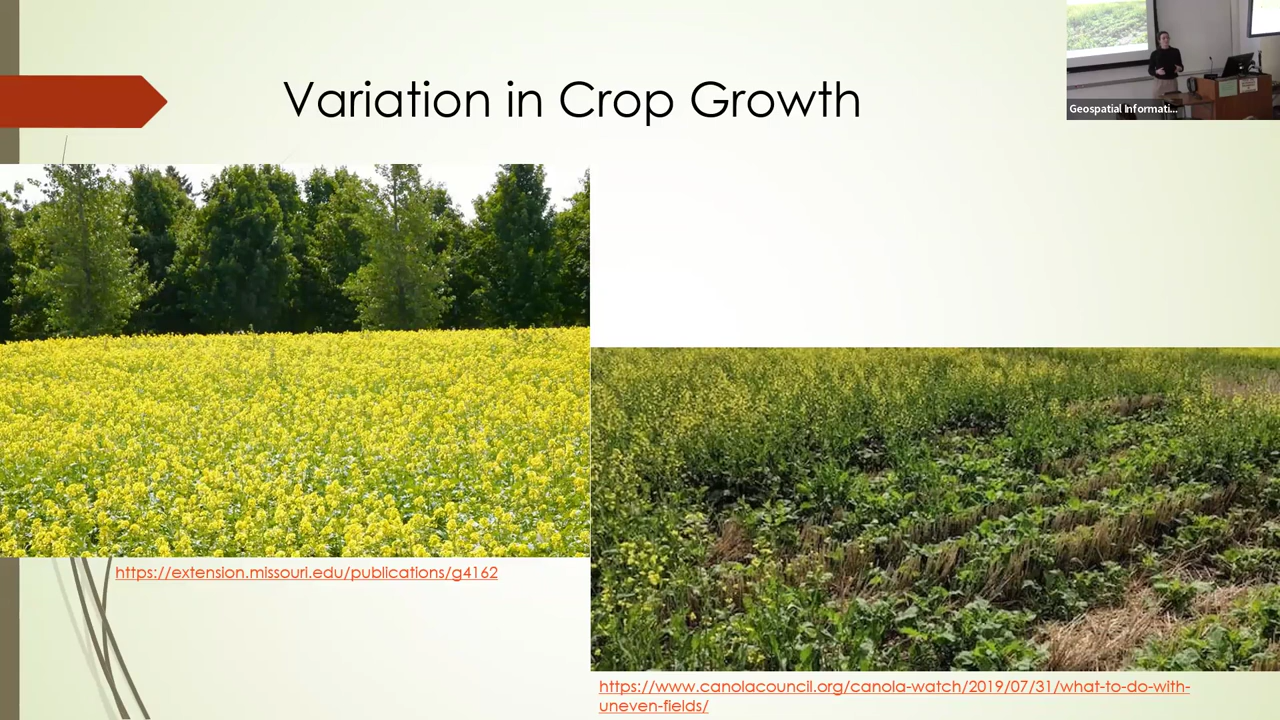 Variation in Crop Growth
Geospatial Informati...
https://extension.missouri.edu/publications/g4162
https://www.canolacouncil.org/canola-watch/2019/07/31/what-to-do-with-
uneven-fields/